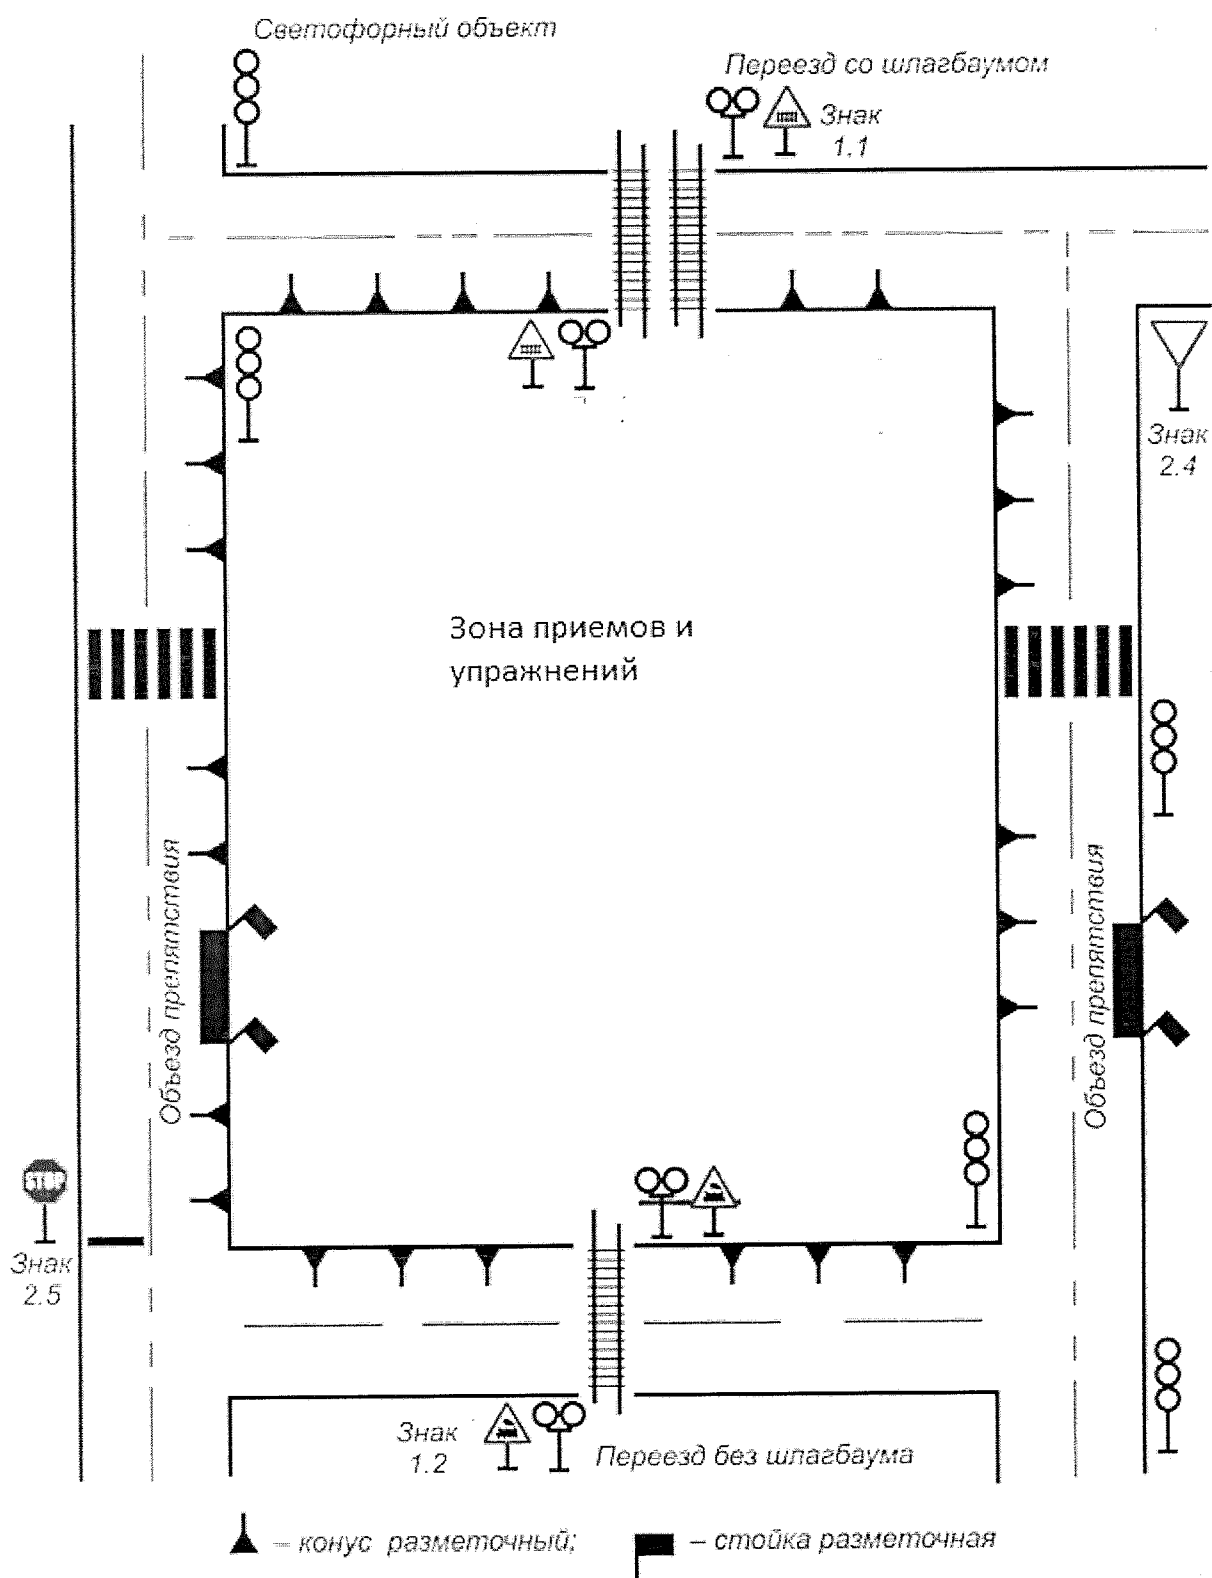 Светофорный объект
Переезд со шлагбаумом
Знак
1.1
Знак
2.4
Зона приемов и
упражнений
Объезд препятствия
Объезд препятствия
STOP
Знак
2.5
Знак
1.2
Переезд без шлагбаума
– конус разметочный;
– стойка разметочная